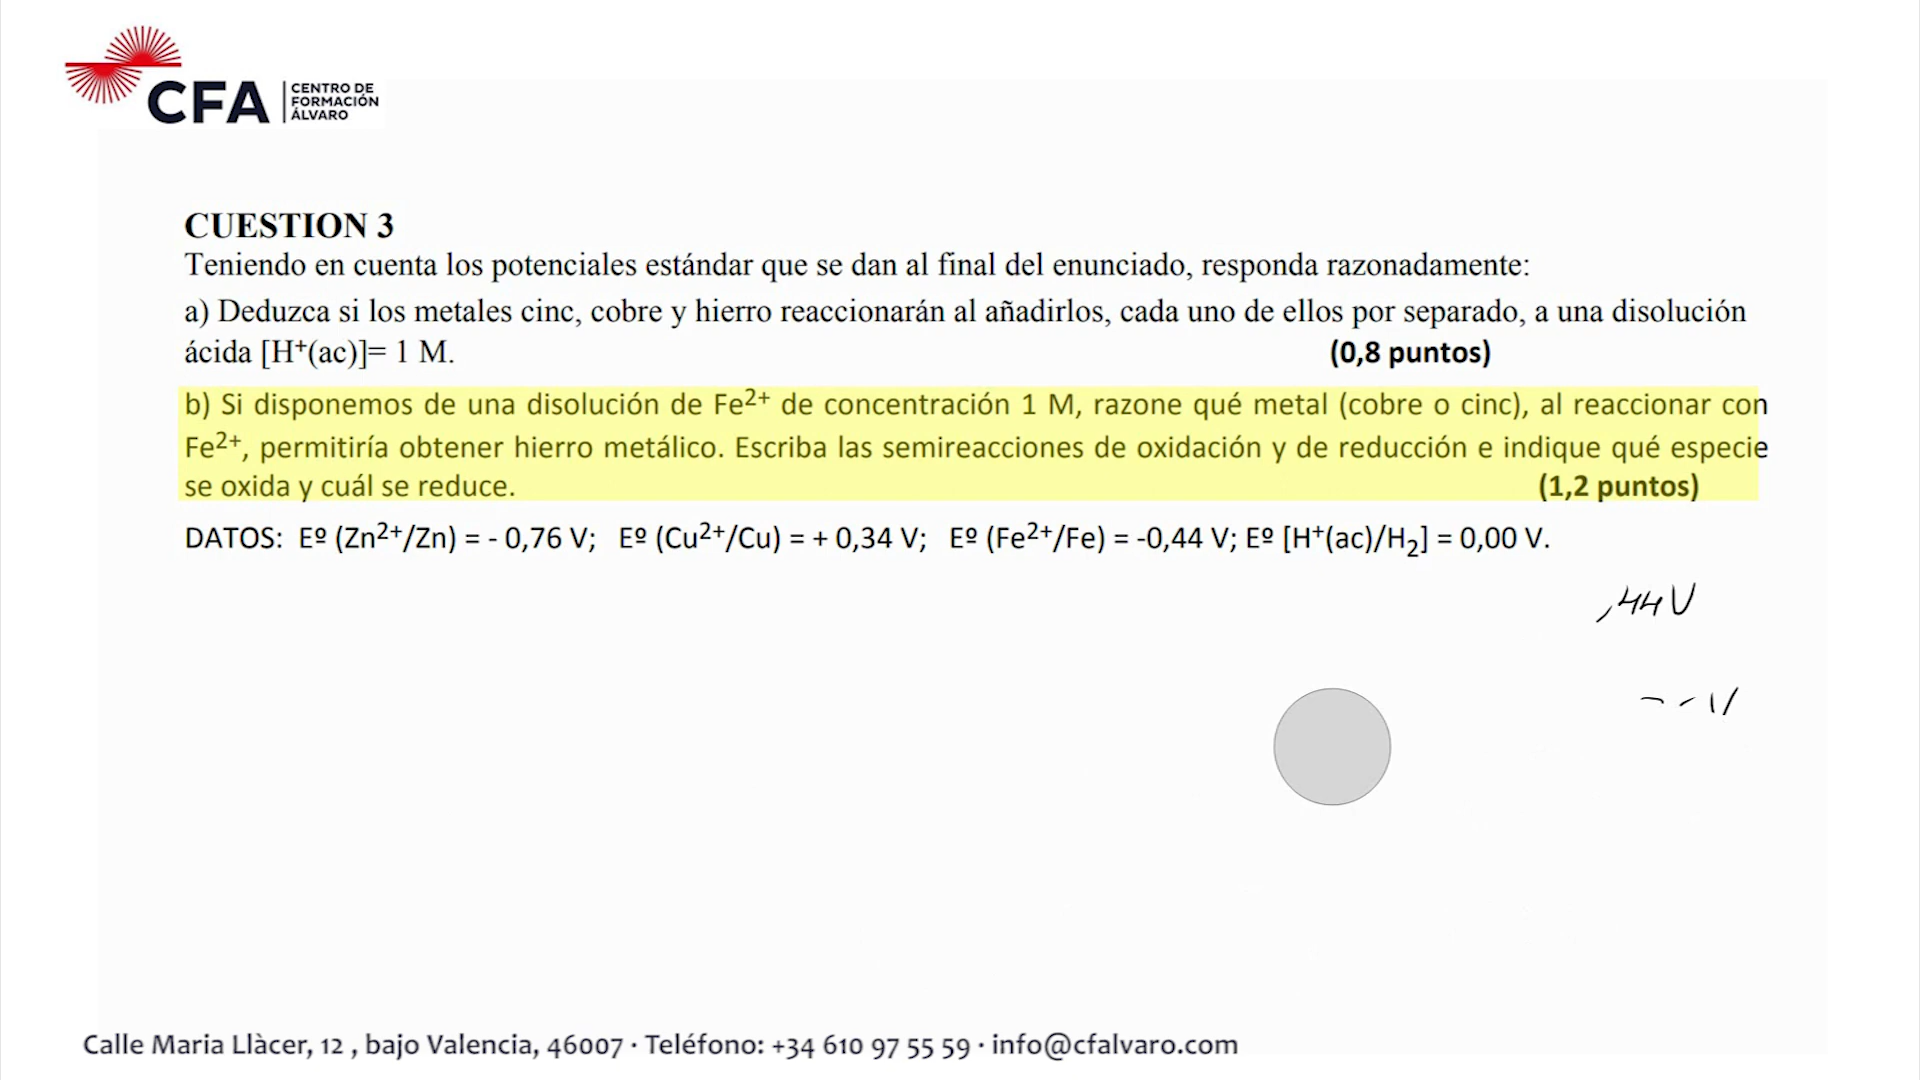 CFA
CENTRO DE
FORMACIÓN
ÁLVARO
CUESTION 3
Teniendo en cuenta los potenciales estándar que se dan al final del enunciado, responda razonadamente:
a) Deduzca si los metales cinc, cobre y hierro reaccionarán al añadirlos, cada uno de ellos por separado, a una disolución
ácida [H⁺(ac)]= 1 M. (0,8 puntos)
b) Si disponemos de una disolución de Fe²⁺ de concentración 1 M, razone qué metal (cobre o cinc), al reaccionar con
Fe²⁺, permitiría obtener hierro metálico. Escriba las semireacciones de oxidación y de reducción e indique qué especie
se oxida y cuál se reduce. (1,2 puntos)
DATOS: Eº (Zn²⁺/Zn) = - 0,76 V; Eº (Cu²⁺/Cu) = + 0,34 V; Eº (Fe²⁺/Fe) = -0,44 V; Eº [H⁺(ac)/H₂] = 0,00 V.
,44 V
Calle Maria Llàcer, 12 , bajo Valencia, 46007 · Teléfono: +34 610 97 55 59 · info@cfalvaro.com